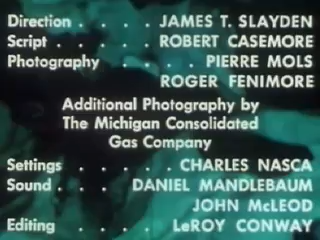 Direction . . . . JAMES T. SLAYDEN
Script . . . . . ROBERT CASEMORE
Photography . . . . PIERRE MOLS
ROGER FENIMORE
Additional Photography by
The Michigan Consolidated
Gas Company
Settings . . . . . CHARLES NASCA
Sound . . . DANIEL MANDLEBAUM
JOHN McLEOD
Editing . . . . LeROY CONWAY